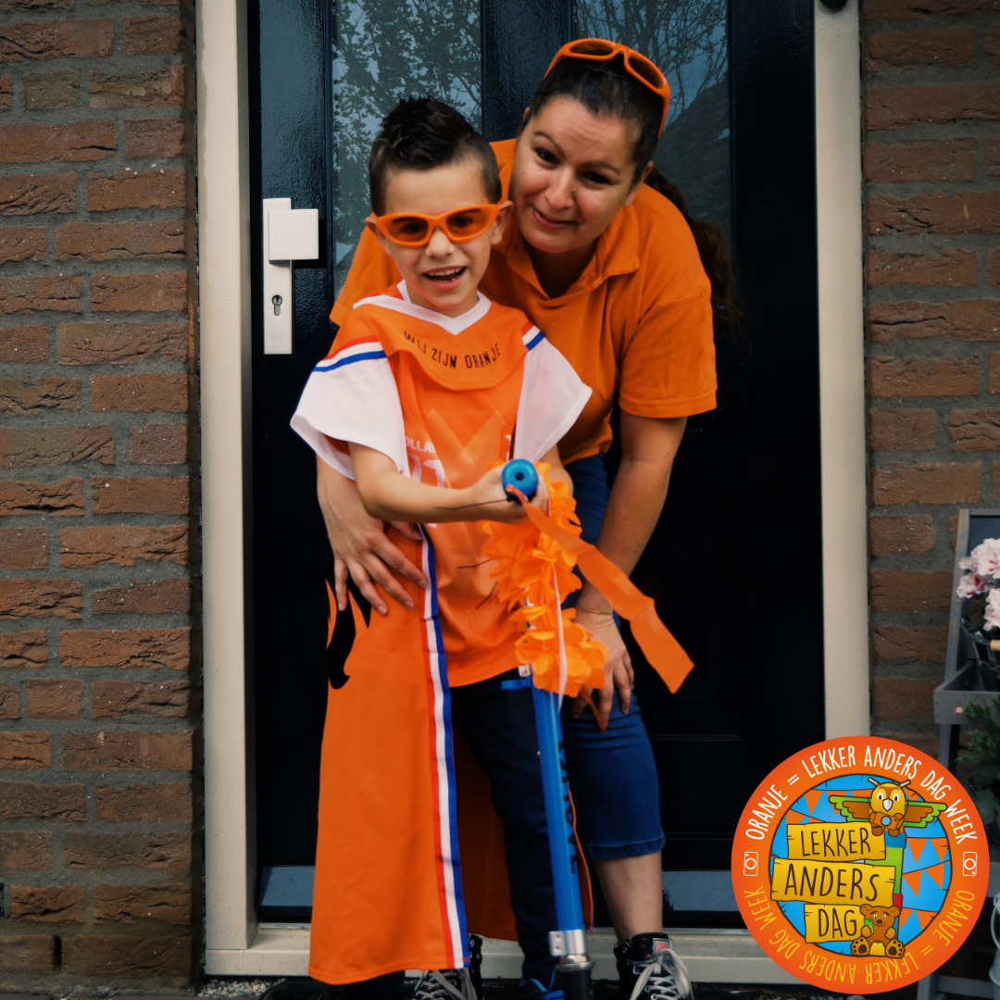 WIJ ZIJN ORANJE
ORANJE = LEKKER ANDERS DAG WEEK
LEKKER
ANDERS
DAG
ORANJE = LEKKER ANDERS DAG WEEK